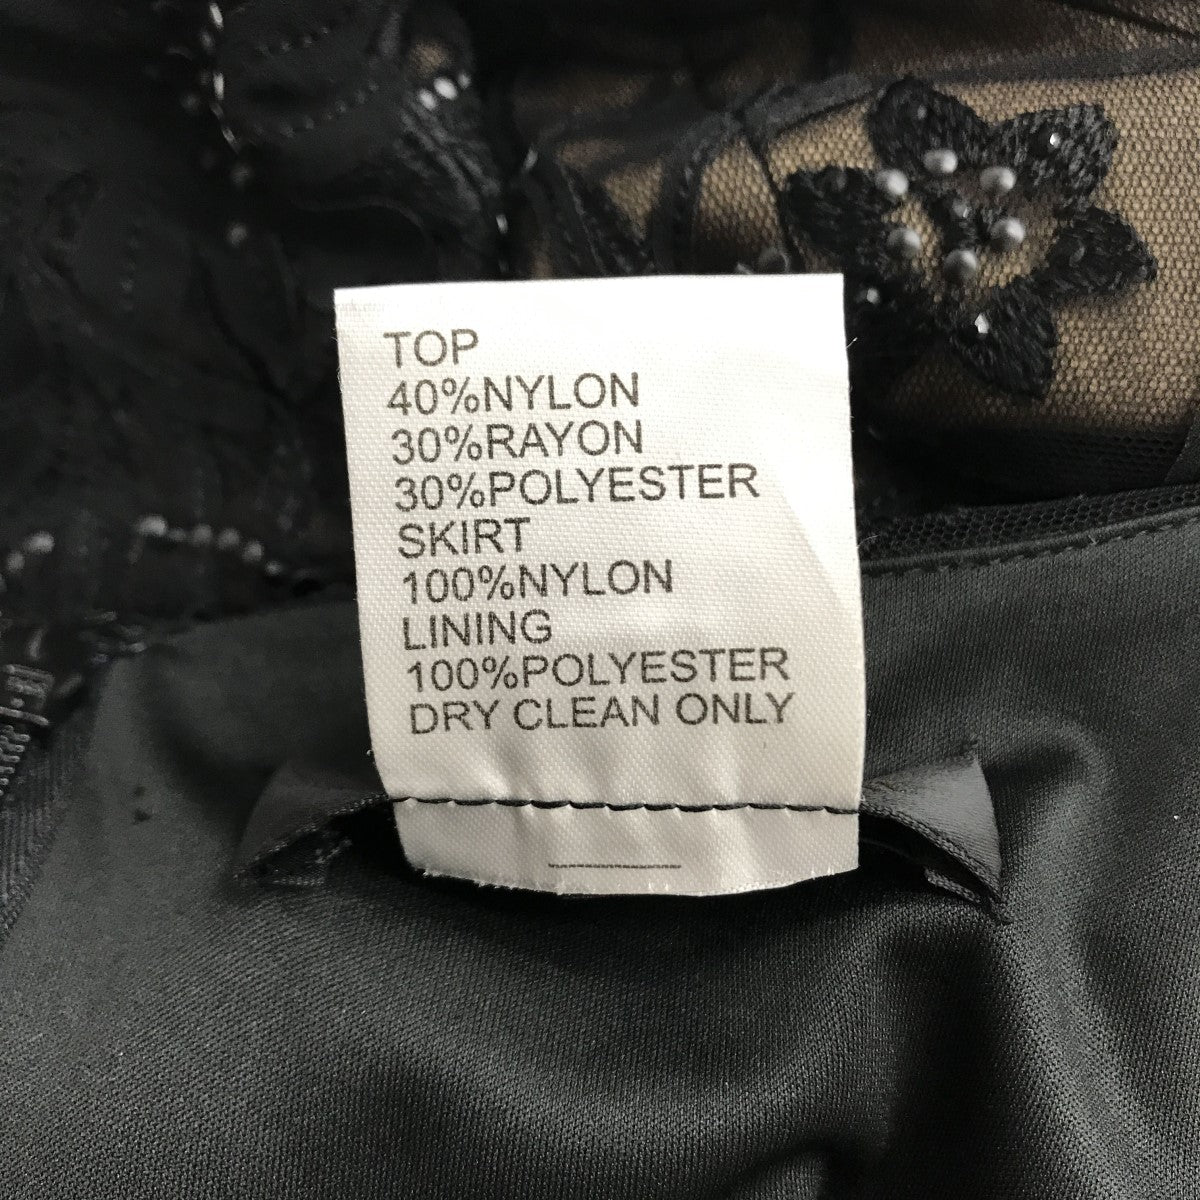 TOP
40%NYLON
30%RAYON
30%POLYESTER
SKIRT
100%NYLON
LINING
100%POLYESTER
DRY CLEAN ONLY